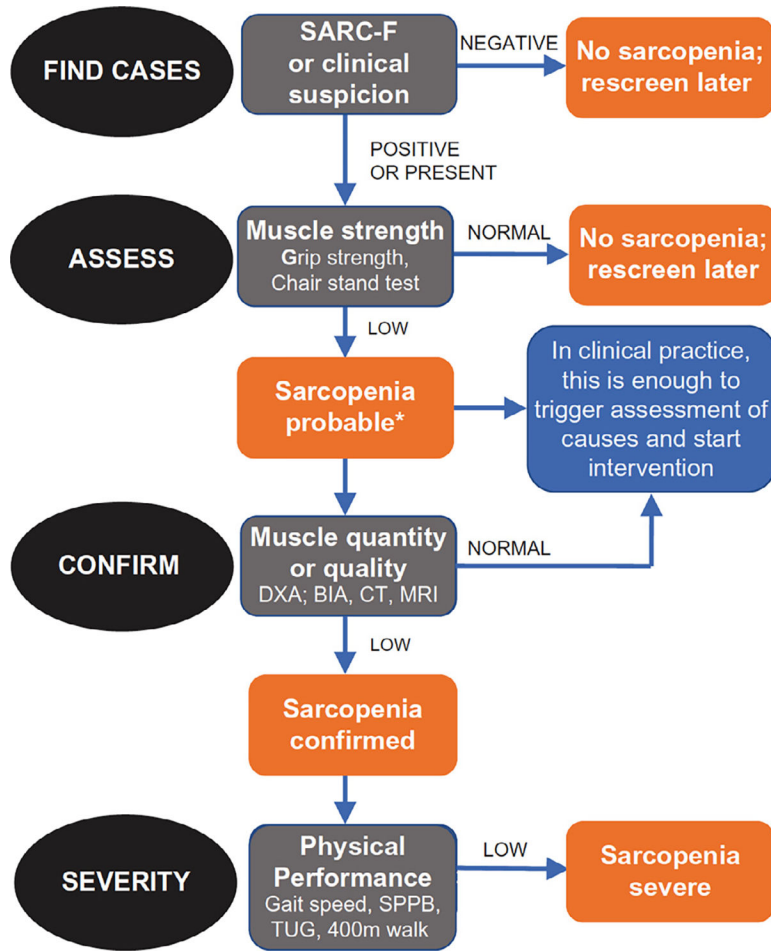 FIND CASES
SARC-F
or clinical
suspicion
NEGATIVE
No sarcopenia;
rescreen later
POSITIVE
OR PRESENT
ASSESS
Muscle strength
Grip strength,
Chair stand test
NORMAL
No sarcopenia;
rescreen later
LOW
Sarcopenia
probable*
In clinical practice,
this is enough to
trigger assessment of
causes and start
intervention
CONFIRM
Muscle quantity
or quality
DXA; BIA, CT, MRI
NORMAL
LOW
Sarcopenia
confirmed
SEVERITY
Physical
Performance
Gait speed, SPPB,
TUG, 400m walk
LOW
Sarcopenia
severe